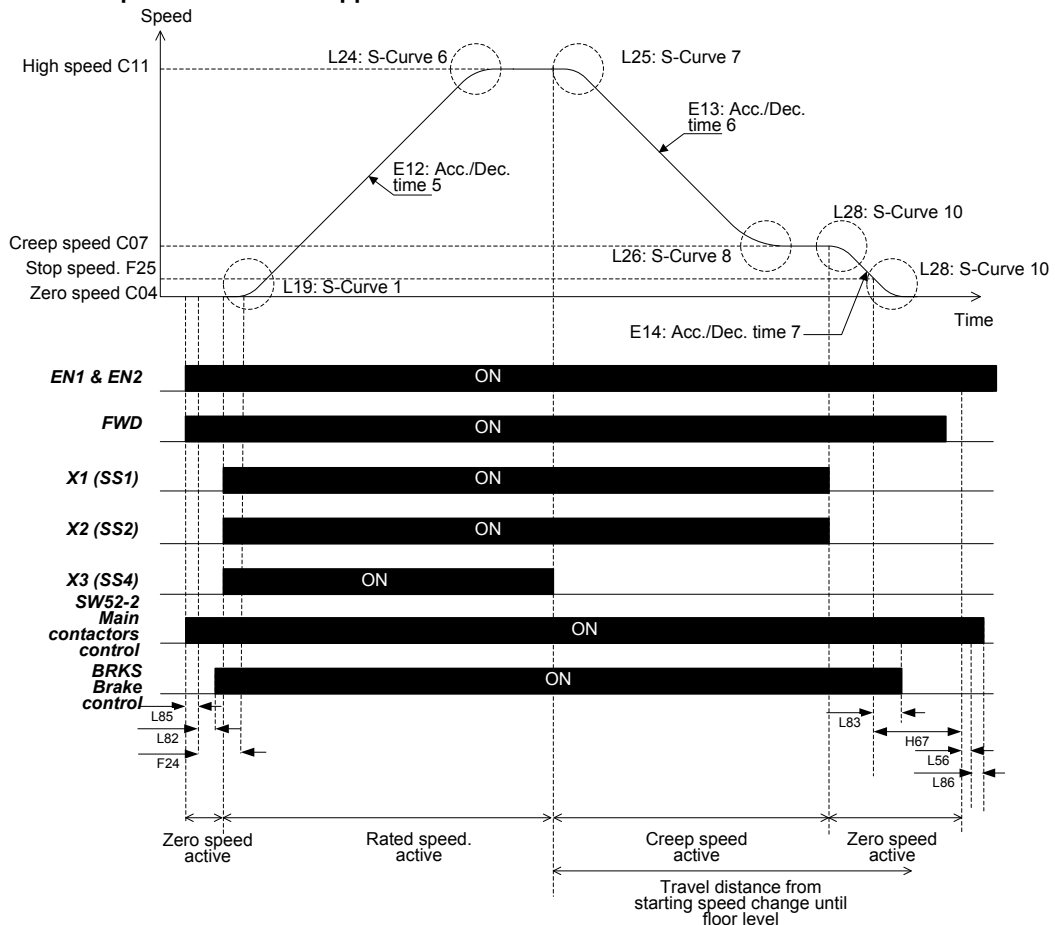 Speed
High speed C11
L24: S-Curve 6
L25: S-Curve 7
E13: Acc./Dec.
time 6
E12: Acc./Dec.
time 5
L28: S-Curve 10
Creep speed C07
L26: S-Curve 8
Stop speed. F25
L28: S-Curve 10
Zero speed C04
L19: S-Curve 1
Time
E14: Acc./Dec. time 7
EN1 & EN2
ON
FWD
ON
X1 (SS1)
ON
X2 (SS2)
ON
X3 (SS4)
ON
SW52-2
Main
contactors
control
ON
BRKS
Brake
control
ON
L85
L83
L82
H67
F24
L56
L86
Zero speed
active
Rated speed.
active
Creep speed
active
Zero speed
active
Travel distance from
starting speed change until
floor level